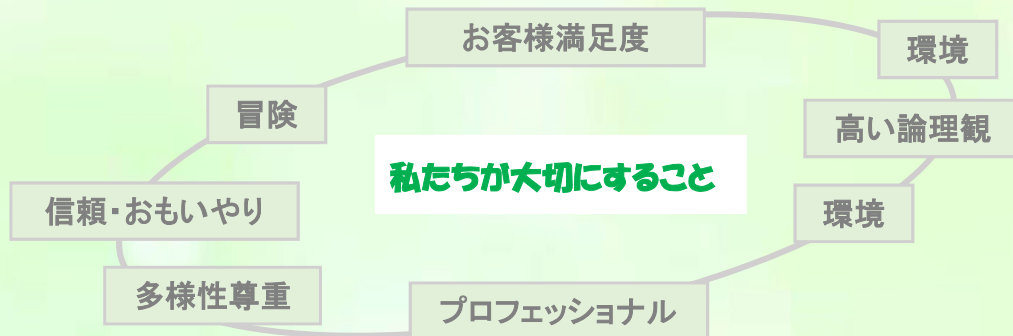 お客様満足度
環境
冒険
高い論理観
私たちが大切にすること
信頼・おもいやり
環境
多様性尊重
プロフェッショナル